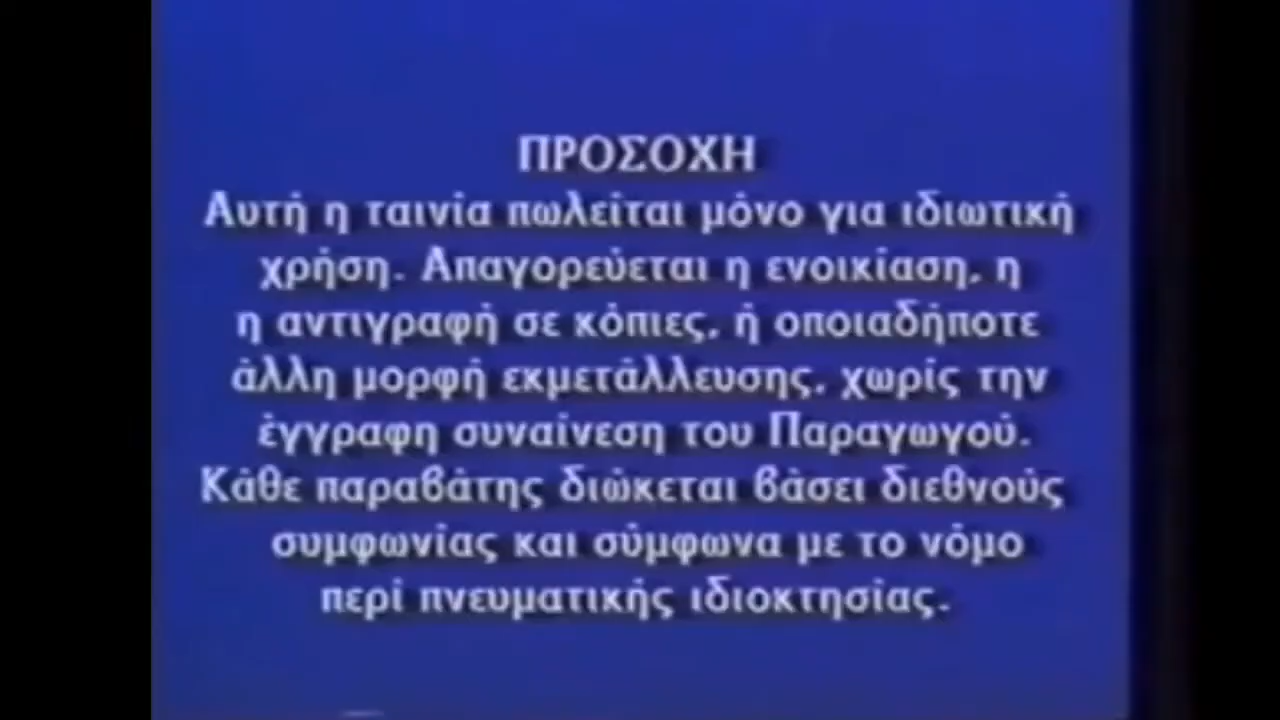 ΠΡΟΣΟΧΗ
Αυτή η ταινία πωλείται μόνο για ιδιωτική
χρήση. Απαγορεύεται η ενοικίαση, η
η αντιγραφή σε κόπιες, ή οποιαδήποτε
άλλη μορφή εκμετάλλευσης, χωρίς την
έγγραφη συναίνεση του Παραγωγού.
Κάθε παραβάτης διώκεται βάσει διεθνούς
συμφωνίας και σύμφωνα με το νόμο
περί πνευματικής ιδιοκτησίας.